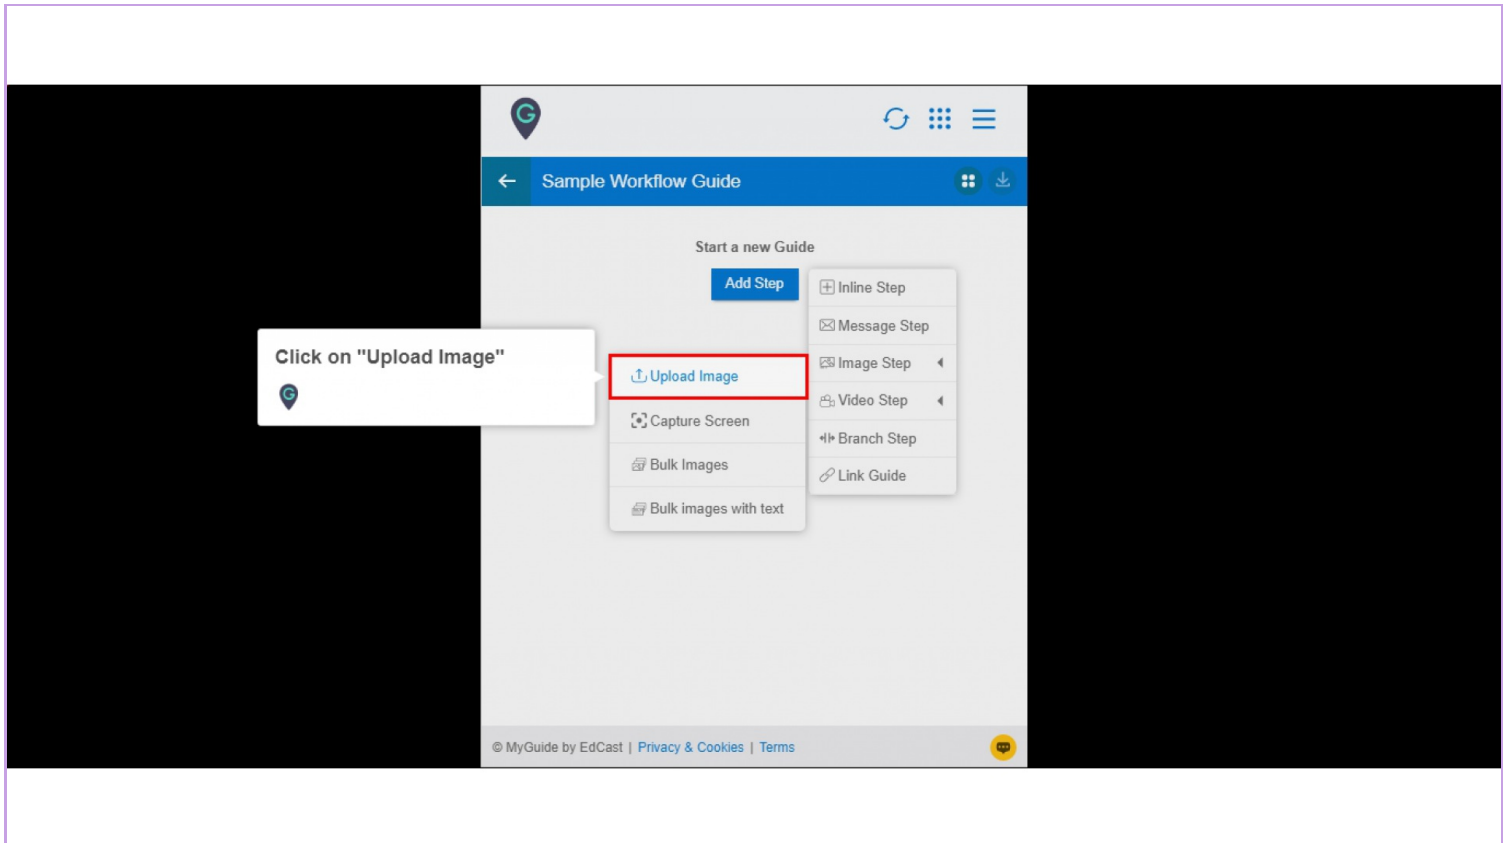 G
Sample Workflow Guide
Start a new Guide
Add Step
Inline Step
Message Step
Image Step
Video Step
Branch Step
Link Guide
Click on "Upload Image"
G
Upload Image
Capture Screen
Bulk Images
Bulk images with text
© MyGuide by EdCast | Privacy & Cookies | Terms